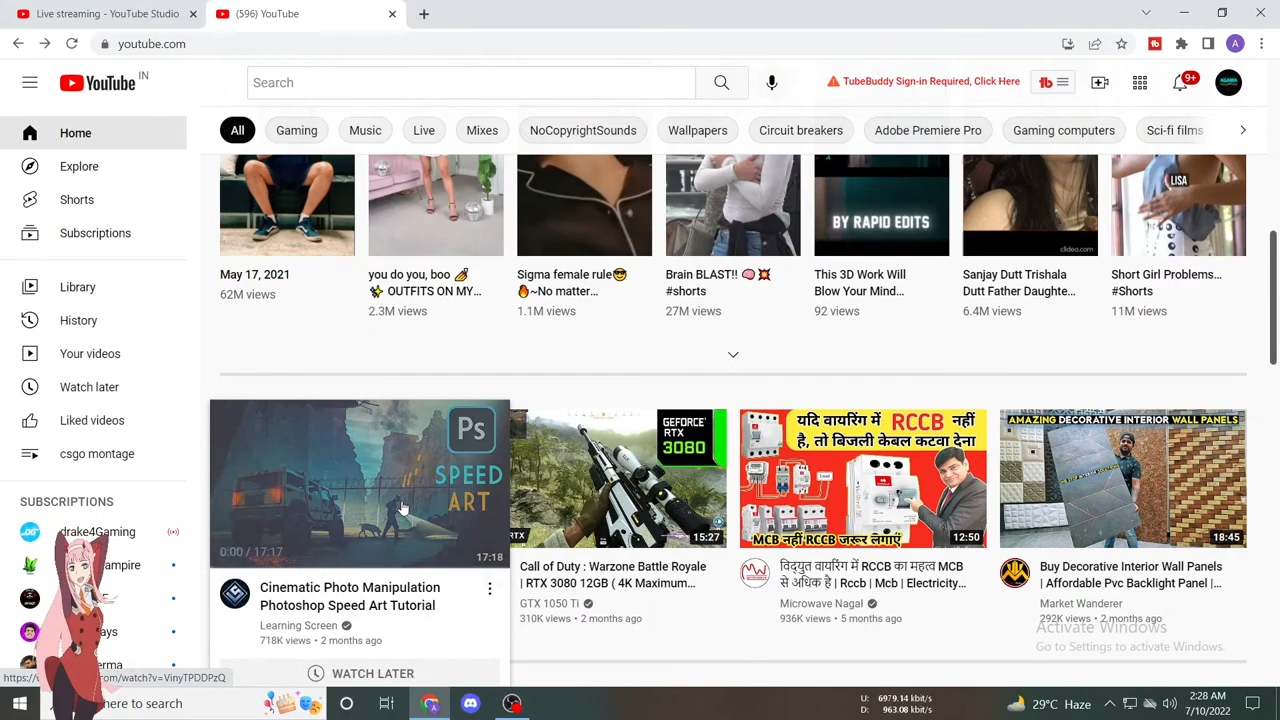 Live streaming - YouTube Studio
(596) YouTube
youtube.com
YouTube IN
Search
TubeBuddy Sign-in Required, Click Here
tb
9+
AGAMA
Home
Explore
Shorts
Subscriptions
Library
History
Your videos
Watch later
Liked videos
csgo montage
SUBSCRIPTIONS
drake4Gaming
All
Gaming
Music
Live
Mixes
NoCopyrightSounds
Wallpapers
Circuit breakers
Adobe Premiere Pro
Gaming computers
Sci-fi films
BY RAPID EDITS
clideo.com
LISA
May 17, 2021
62M views
you do you, boo
OUTFITS ON MY...
2.3M views
Sigma female rule
~No matter...
1.1M views
Brain BLAST!!
#shorts
27M views
This 3D Work Will
Blow Your Mind...
92 views
Sanjay Dutt Trishala
Dutt Father Daughte...
6.4M views
Short Girl Problems...
#Shorts
11M views
Ps
SPEED
ART
0:00 / 17:17
17:18
Cinematic Photo Manipulation
Photoshop Speed Art Tutorial
Learning Screen
718K views • 2 months ago
WATCH LATER
GEFORCE
RTX
3080
RTX
15:27
Call of Duty : Warzone Battle Royale
| RTX 3080 12GB ( 4K Maximum...
GTX 1050 Ti
310K views • 2 months ago
यदि वायरिंग में RCCB नहीं
है, तो बिजली केबल कटवा देना
MCB नहीं RCCB जरूर लगाएं
12:50
विद्युत वायरिंग में RCCB का महत्व MCB
से अधिक है | Rccb | Mcb | Electricity...
Microwave Nagal
936K views • 5 months ago
AMAZING DECORATIVE INTERIOR WALL PANELS
18:45
Buy Decorative Interior Wall Panels
| Affordable Pvc Backlight Panel |...
Market Wanderer
292K views • 2 months ago
Activate Windows
Go to Settings to activate Windows.
om/watch?v=VinyTPDDPzQ
here to search
U: 6979.14 kbit/s
D: 963.08 kbit/s
29°C Haze
2:28 AM
7/10/2022